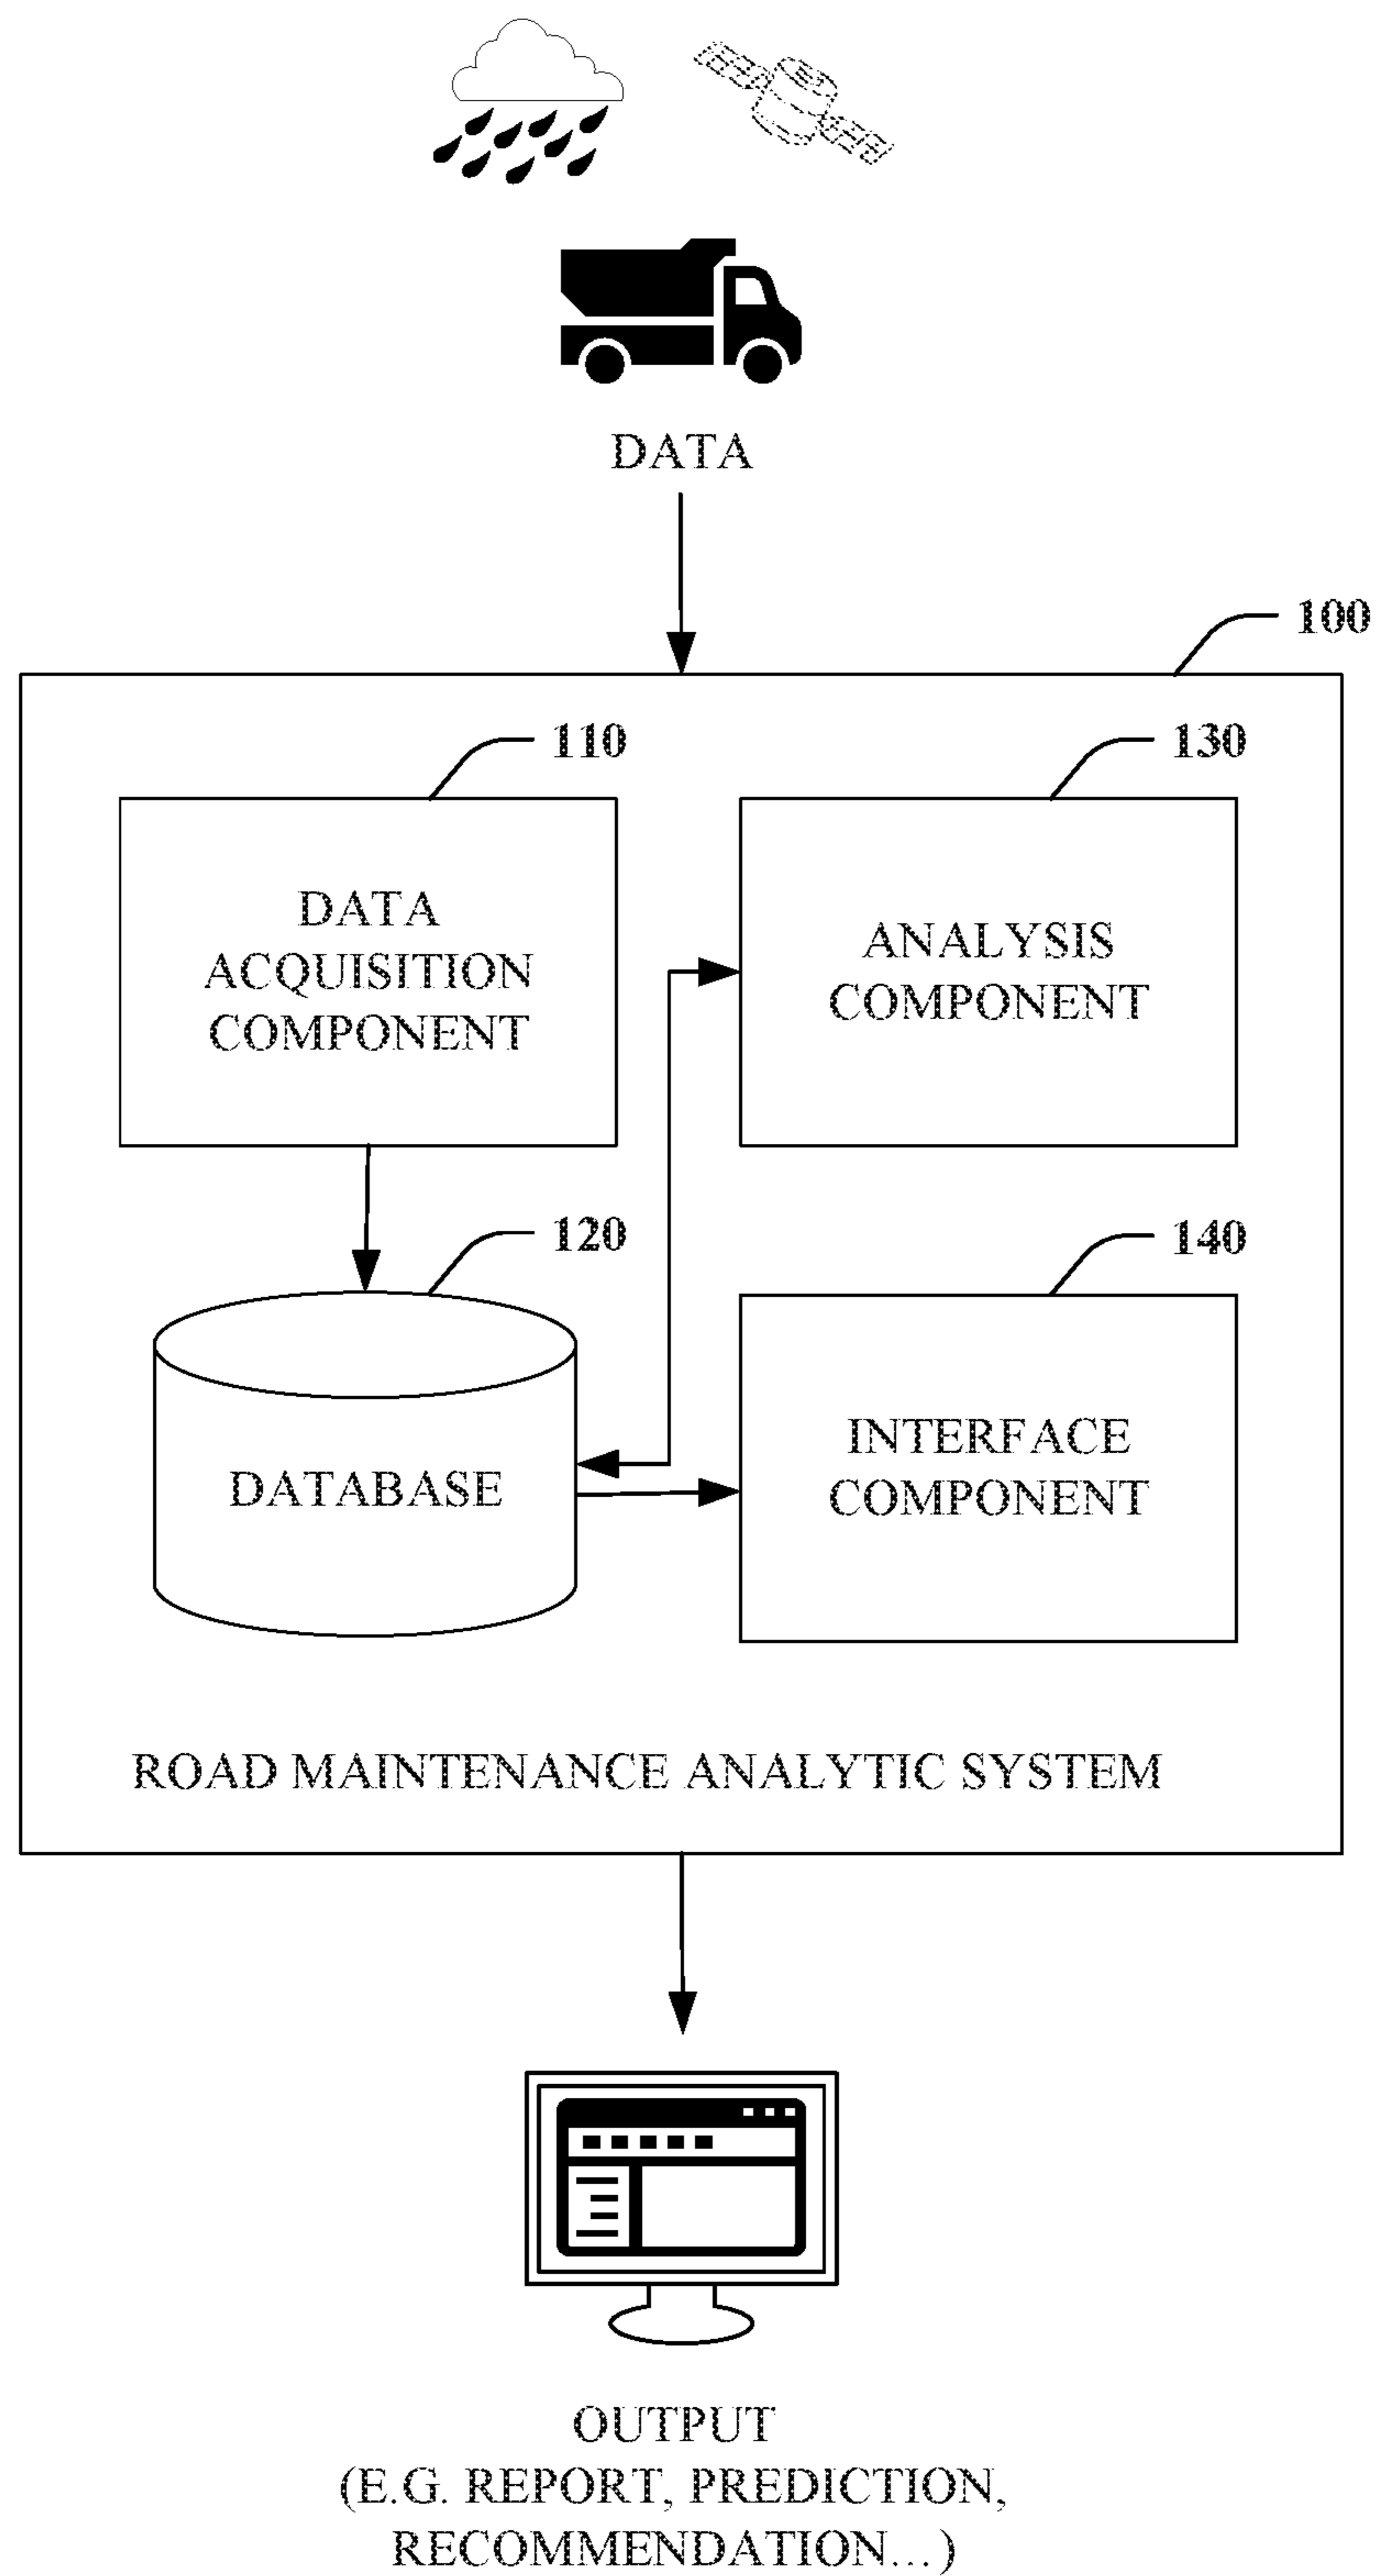 DATA
100
110
130
DATA
ACQUISITION
COMPONENT
ANALYSIS
COMPONENT
120
140
DATABASE
INTERFACE
COMPONENT
ROAD MAINTENANCE ANALYTIC SYSTEM
OUTPUT
(E.G. REPORT, PREDICTION,
RECOMMENDATION...)